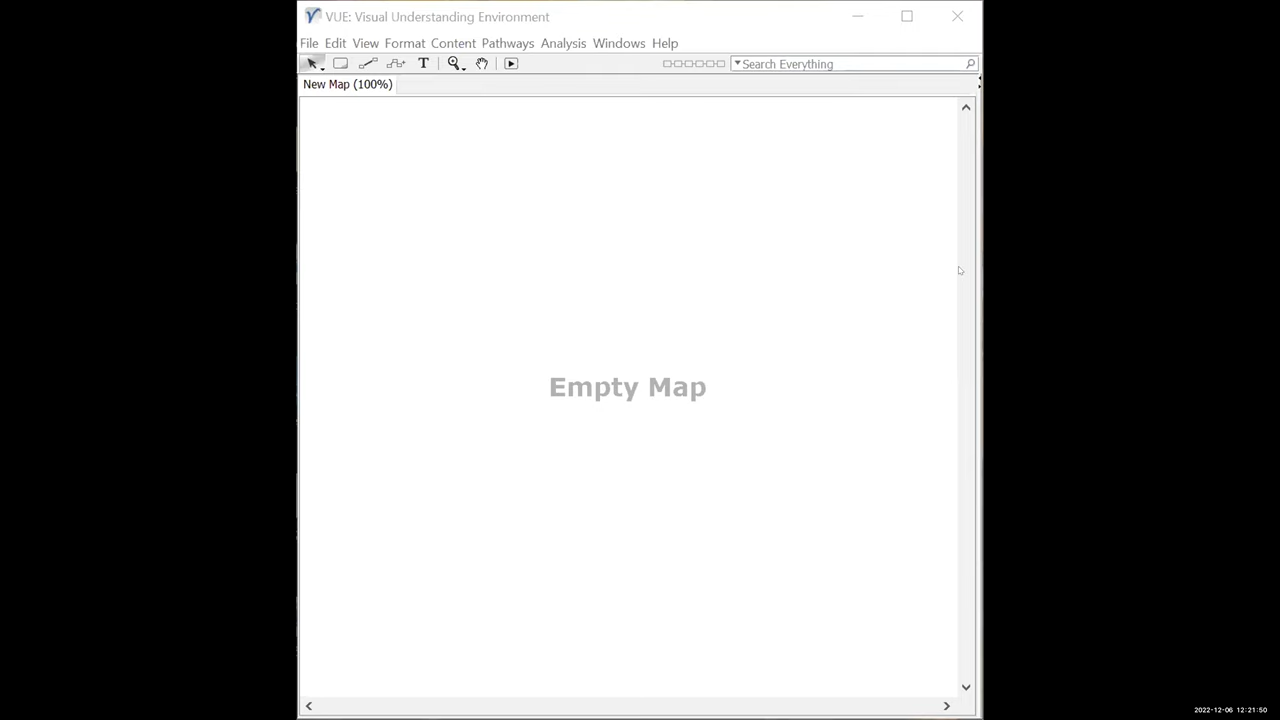 VUE: Visual Understanding Environment
File Edit View Format Content Pathways Analysis Windows Help
T Search Everything
New Map (100%)
Empty Map
2022-12-06 12:21:50